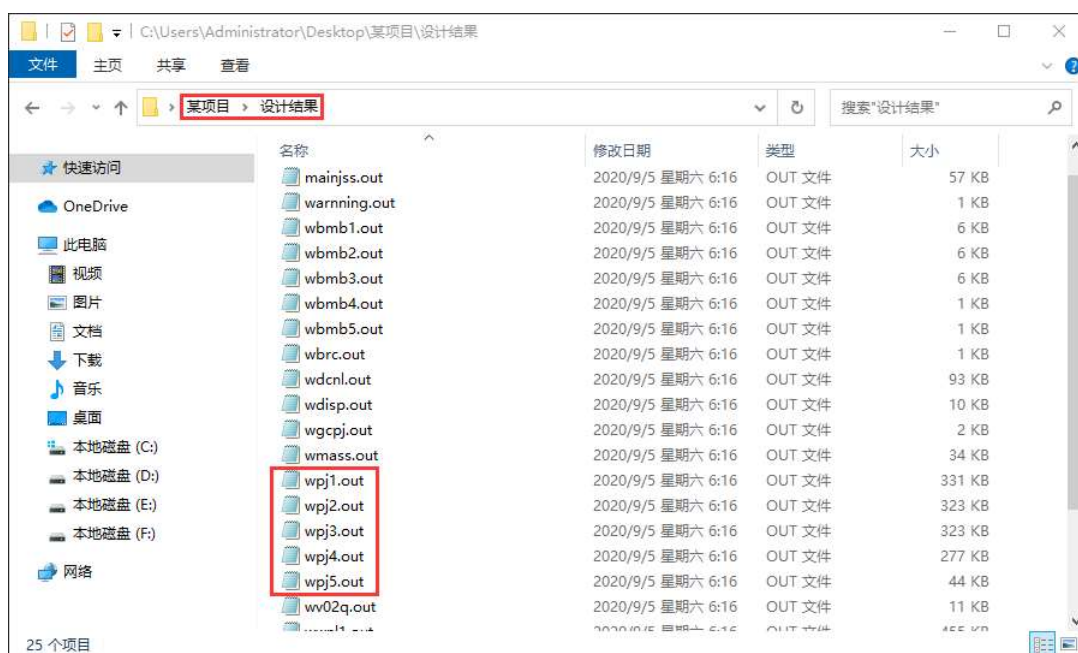 C:\Users\Administrator\Desktop\某项目\设计结果
文件 主页 共享 查看
某项目 › 设计结果 搜索"设计结果"
名称 修改日期 类型 大小
快速访问
OneDrive
此电脑
视频
图片
文档
下载
音乐
桌面
本地磁盘 (C:)
本地磁盘 (D:)
本地磁盘 (E:)
本地磁盘 (F:)
网络
mainjss.out 2020/9/5 星期六 6:16 OUT 文件 57 KB
warnning.out 2020/9/5 星期六 6:16 OUT 文件 1 KB
wbmb1.out 2020/9/5 星期六 6:16 OUT 文件 6 KB
wbmb2.out 2020/9/5 星期六 6:16 OUT 文件 6 KB
wbmb3.out 2020/9/5 星期六 6:16 OUT 文件 6 KB
wbmb4.out 2020/9/5 星期六 6:16 OUT 文件 1 KB
wbmb5.out 2020/9/5 星期六 6:16 OUT 文件 1 KB
wbrc.out 2020/9/5 星期六 6:16 OUT 文件 1 KB
wdcnl.out 2020/9/5 星期六 6:16 OUT 文件 93 KB
wdisp.out 2020/9/5 星期六 6:16 OUT 文件 10 KB
wgcpj.out 2020/9/5 星期六 6:16 OUT 文件 2 KB
wmass.out 2020/9/5 星期六 6:16 OUT 文件 34 KB
wpj1.out 2020/9/5 星期六 6:16 OUT 文件 331 KB
wpj2.out 2020/9/5 星期六 6:16 OUT 文件 323 KB
wpj3.out 2020/9/5 星期六 6:16 OUT 文件 323 KB
wpj4.out 2020/9/5 星期六 6:16 OUT 文件 277 KB
wpj5.out 2020/9/5 星期六 6:16 OUT 文件 44 KB
wv02q.out 2020/9/5 星期六 6:16 OUT 文件 11 KB
25 个项目